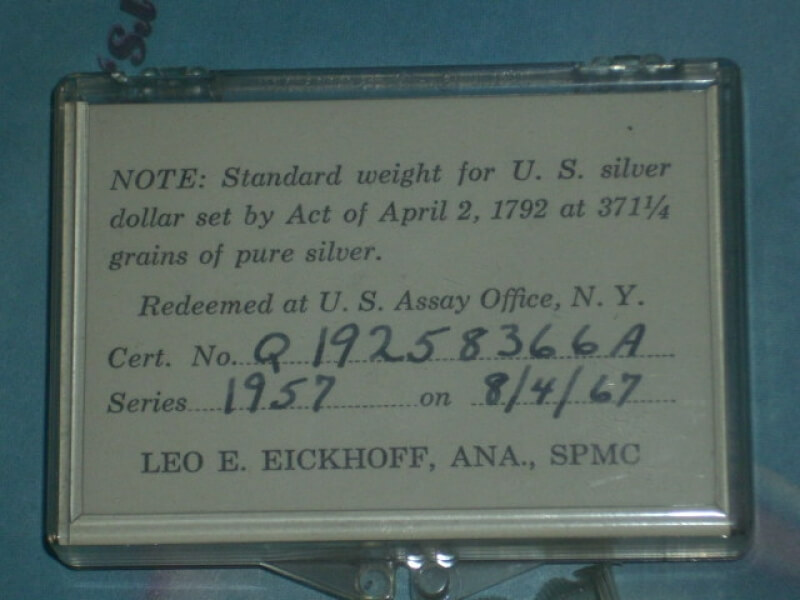 NOTE: Standard weight for U. S. silver
dollar set by Act of April 2, 1792 at 371¼
grains of pure silver.
Redeemed at U. S. Assay Office, N. Y.
Cert. No. Q 19258366A
Series 1957 on 8/4/67
LEO E. EICKHOFF, ANA., SPMC